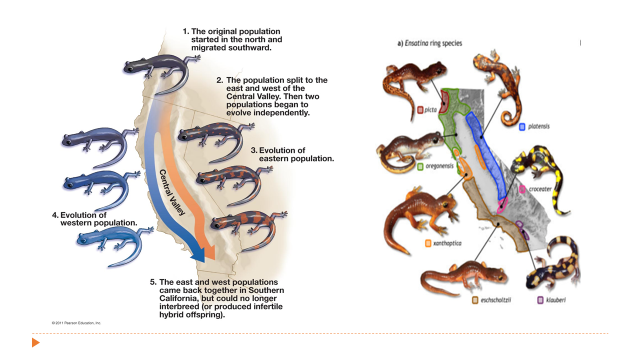 1. The original population
started in the north and
migrated southward.
2. The population split to the
east and west of the
Central Valley. Then two
populations began to
evolve independently.
3. Evolution of
eastern population.
Central Valley
4. Evolution of
western population.
5. The east and west populations
came back together in Southern
California, but could no longer
interbreed (or produced infertile
hybrid offspring).
© 2011 Pearson Education, Inc.
a) Ensatina ring species
picta
platensis
oregonensis
croceater
xanthoptica
eschscholtzii
klauberi